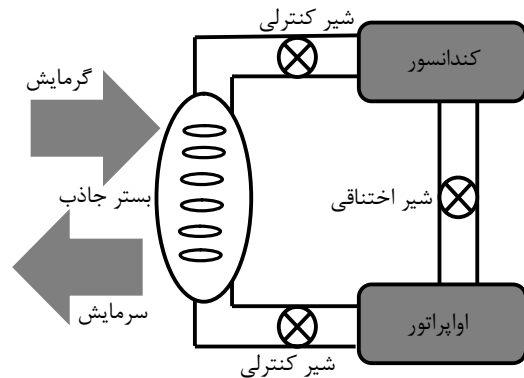 شیر کنترلی
کندانسور
گرمایش
بستر جاذب
شیر اختناقی
سرمایش
اواپراتور
شیر کنترلی